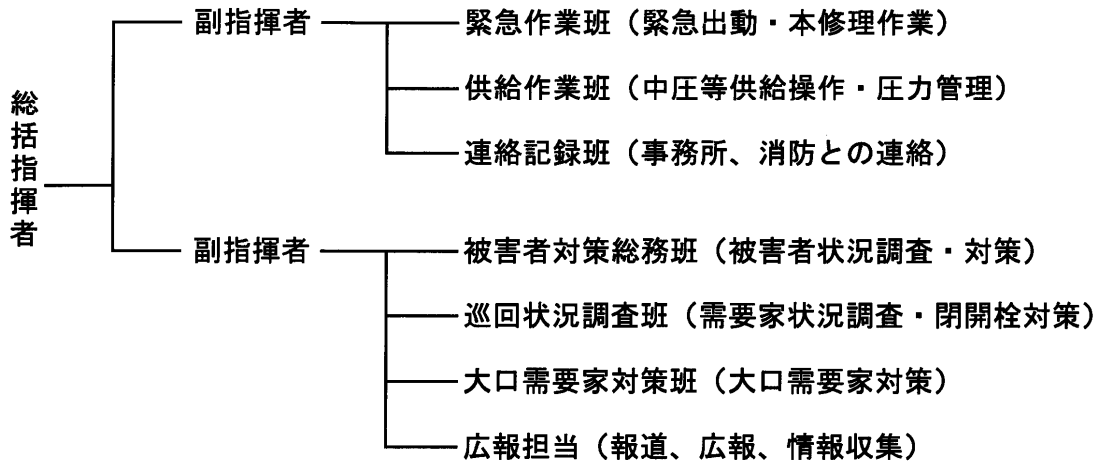 総括指揮者
副指揮者
緊急作業班（緊急出動・本修理作業）
供給作業班（中圧等供給操作・圧力管理）
連絡記録班（事務所、消防との連絡）
副指揮者
被害者対策総務班（被害者状況調査・対策）
巡回状況調査班（需要家状況調査・閉開栓対策）
大口需要家対策班（大口需要家対策）
広報担当（報道、広報、情報収集）